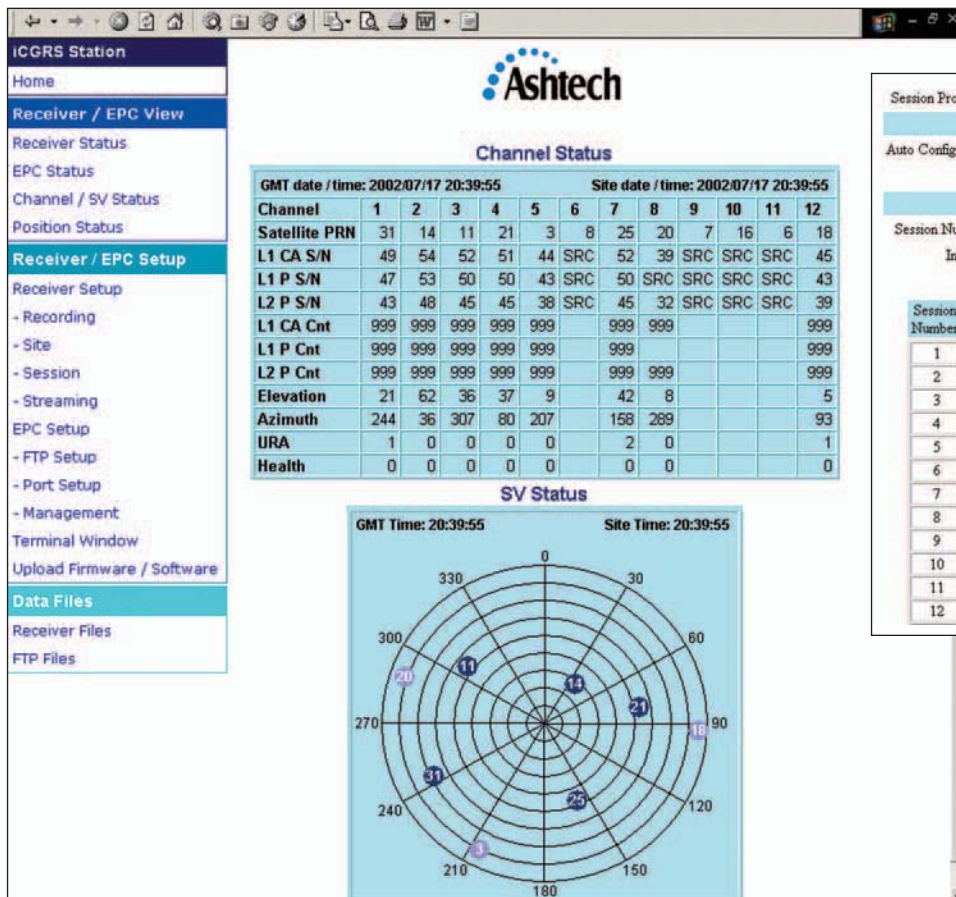 iCGRS Station
Home
Receiver / EPC View
Receiver Status
EPC Status
Channel / SV Status
Position Status
Receiver / EPC Setup
Receiver Setup
- Recording
- Site
- Session
- Streaming
EPC Setup
- FTP Setup
- Port Setup
- Management
Terminal Window
Upload Firmware / Software
Data Files
Receiver Files
FTP Files
Ashtech
Channel Status
GMT date / time: 2002/07/17 20:39:55 Site date / time: 2002/07/17 20:39:55
Channel 1 2 3 4 5 6 7 8 9 10 11 12
Satellite PRN 31 14 11 21 3 8 25 20 7 16 6 18
L1 CA S/N 49 54 52 51 44 SRC 52 39 SRC SRC SRC 45
L1 P S/N 47 53 50 50 43 SRC 50 SRC SRC SRC SRC 43
L2 P S/N 43 48 45 45 38 SRC 45 32 SRC SRC SRC 39
L1 CA Cnt 999 999 999 999 999 999 999 999
L1 P Cnt 999 999 999 999 999 999 999
L2 P Cnt 999 999 999 999 999 999 999 999
Elevation 21 62 36 37 9 42 8 5
Azimuth 244 36 307 80 207 158 289 93
URA 1 0 0 0 0 2 0 1
Health 0 0 0 0 0 0 0 0
SV Status
GMT Time: 20:39:55 Site Time: 20:39:55
0
330 30
300 60
20 11 14
21
270 18 90
31 25
240 120
3
210 150
180
Session Pro
Auto Config
Session Nu
In
Session
Number
1
2
3
4
5
6
7
8
9
10
11
12